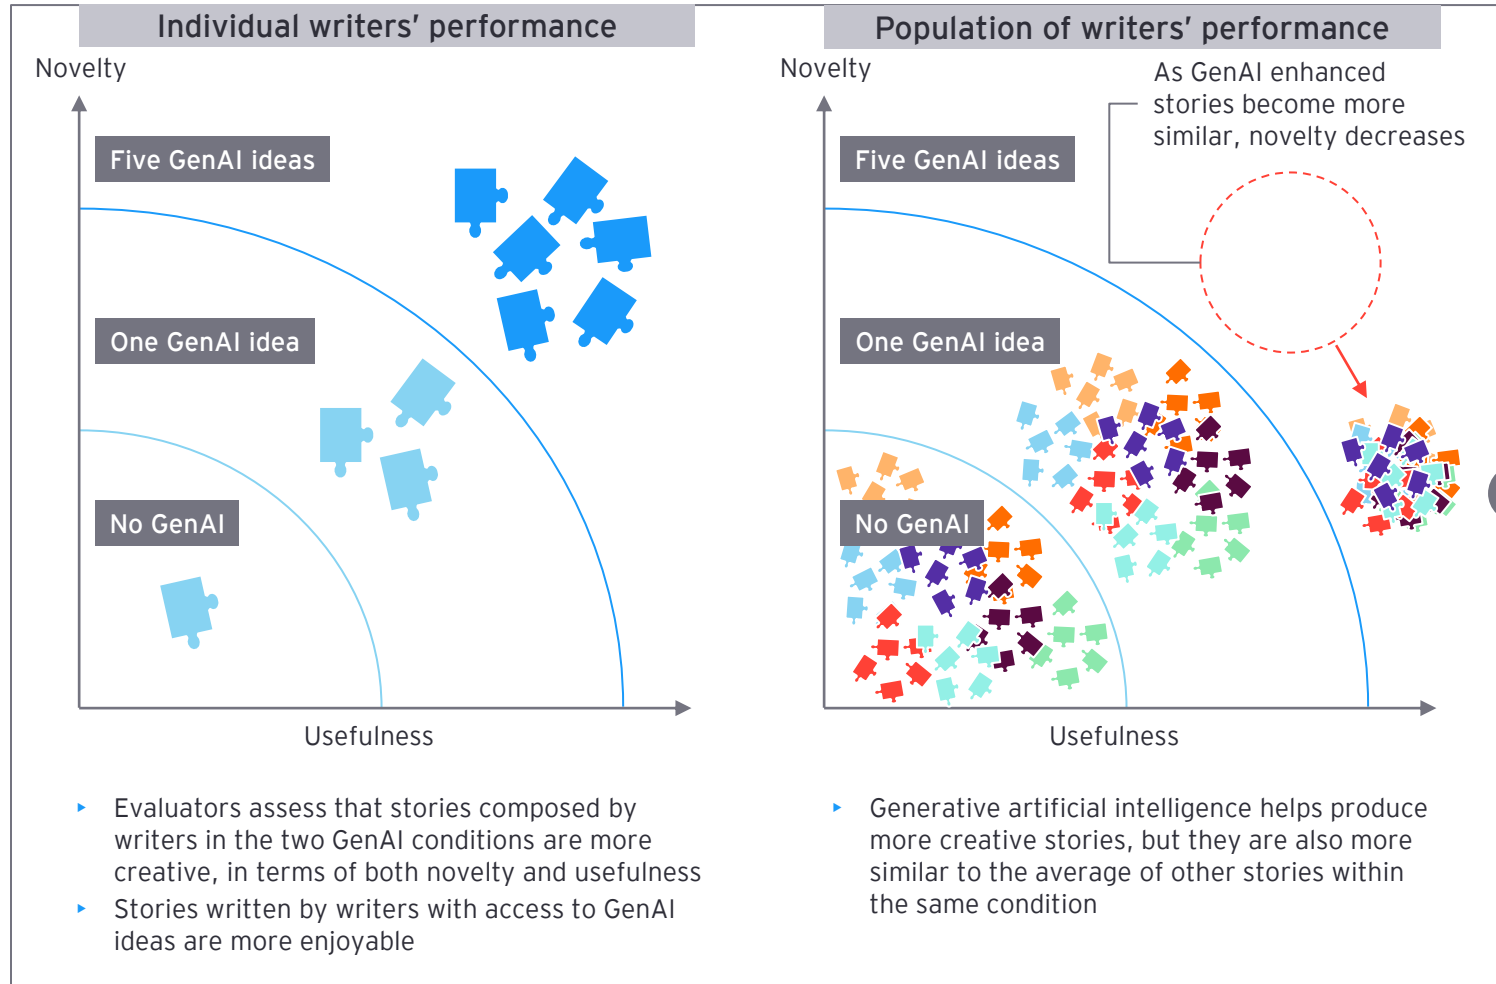 Individual writers’ performance
Novelty
Five GenAI ideas
One GenAI idea
No GenAI
Usefulness
▸ Evaluators assess that stories composed by
writers in the two GenAI conditions are more
creative, in terms of both novelty and usefulness
▸ Stories written by writers with access to GenAI
ideas are more enjoyable
Population of writers’ performance
Novelty
As GenAI enhanced
stories become more
similar, novelty decreases
Five GenAI ideas
One GenAI idea
No GenAI
Usefulness
▸ Generative artificial intelligence helps produce
more creative stories, but they are also more
similar to the average of other stories within
the same condition